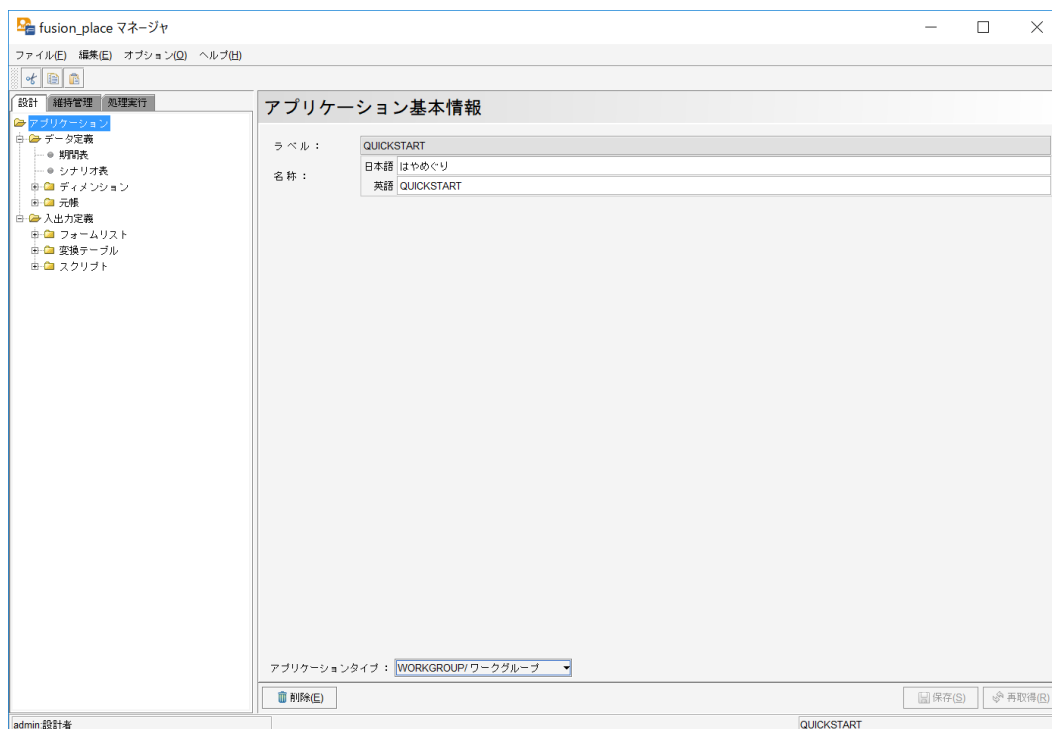 fusion_place マネージャ
ファイル(F) 編集(E) オプション(O) ヘルプ(H)
設計 維持管理 処理実行
アプリケーション
データ定義
期間表
シナリオ表
ディメンション
元帳
入出力定義
フォームリスト
変換テーブル
スクリプト
アプリケーション基本情報
ラベル： QUICKSTART
名称： 日本語 はやめぐり
英語 QUICKSTART
アプリケーションタイプ： WORKGROUP/ワークグループ
削除(E) 保存(S) 再取得(R)
admin:設計者 QUICKSTART